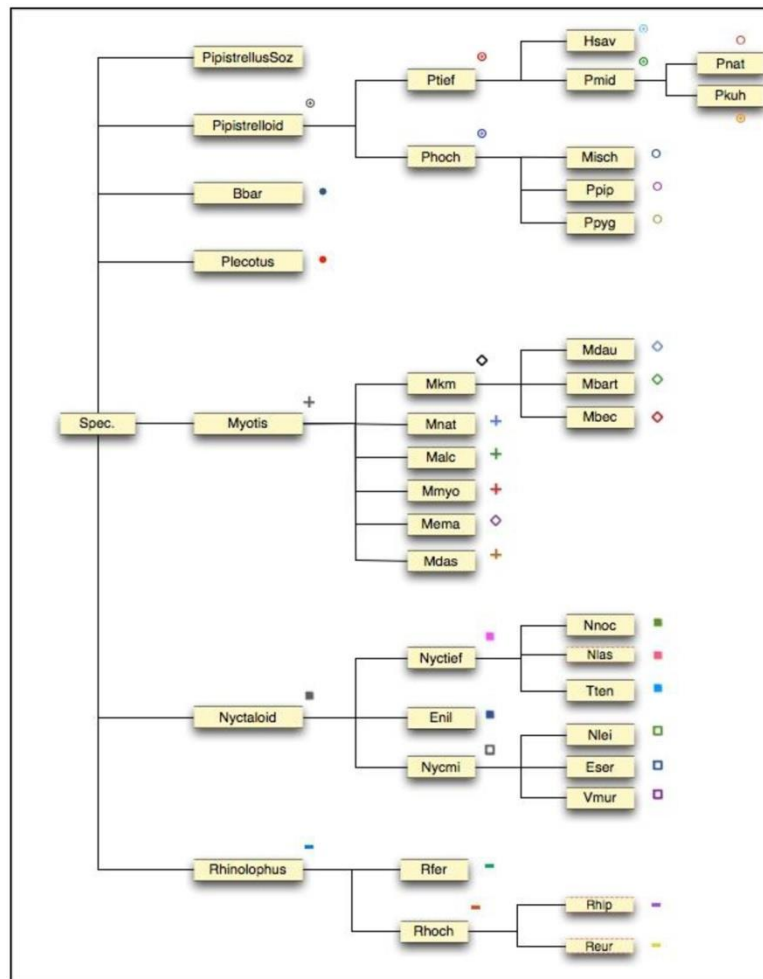 PipistrellusSoz
Pipistrelloid
Ptief
Hsav
Pmid
Pnat
Pkuh
Phoch
Misch
Ppip
Ppyg
Bbar
Plecotus
Spec.
Myotis
Mkm
Mdau
Mbart
Mbec
Mnat
Malc
Mmyo
Mema
Mdas
Nyctaloid
Nyctief
Nnoc
Nlas
Tten
Enil
Nycmi
Nlei
Eser
Vmur
Rhinolophus
Rfer
Rhoch
Rhip
Reur